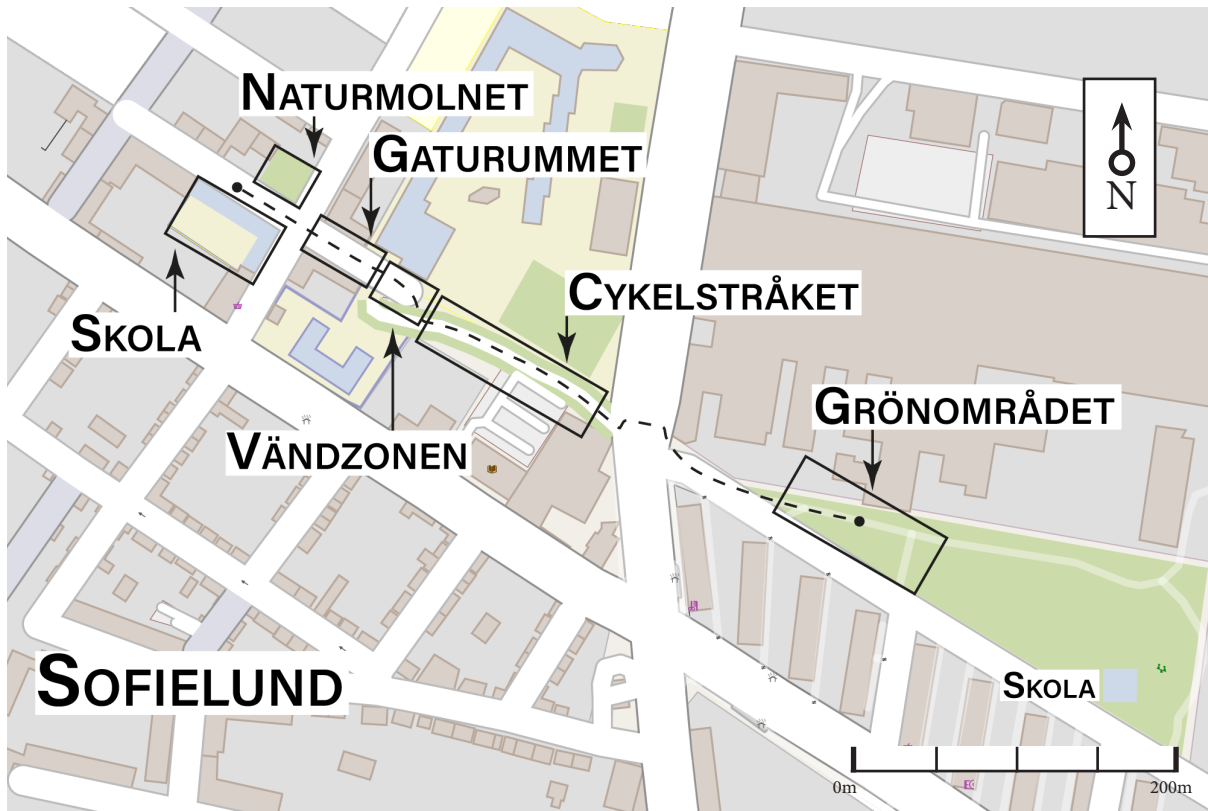 NATURMOLNET
GATURUMMET
N
CYKELSTRÅKET
SKOLA
GRÖNOMRÅDET
VÄNDZONEN
SOFIELUND
SKOLA
0m
200m